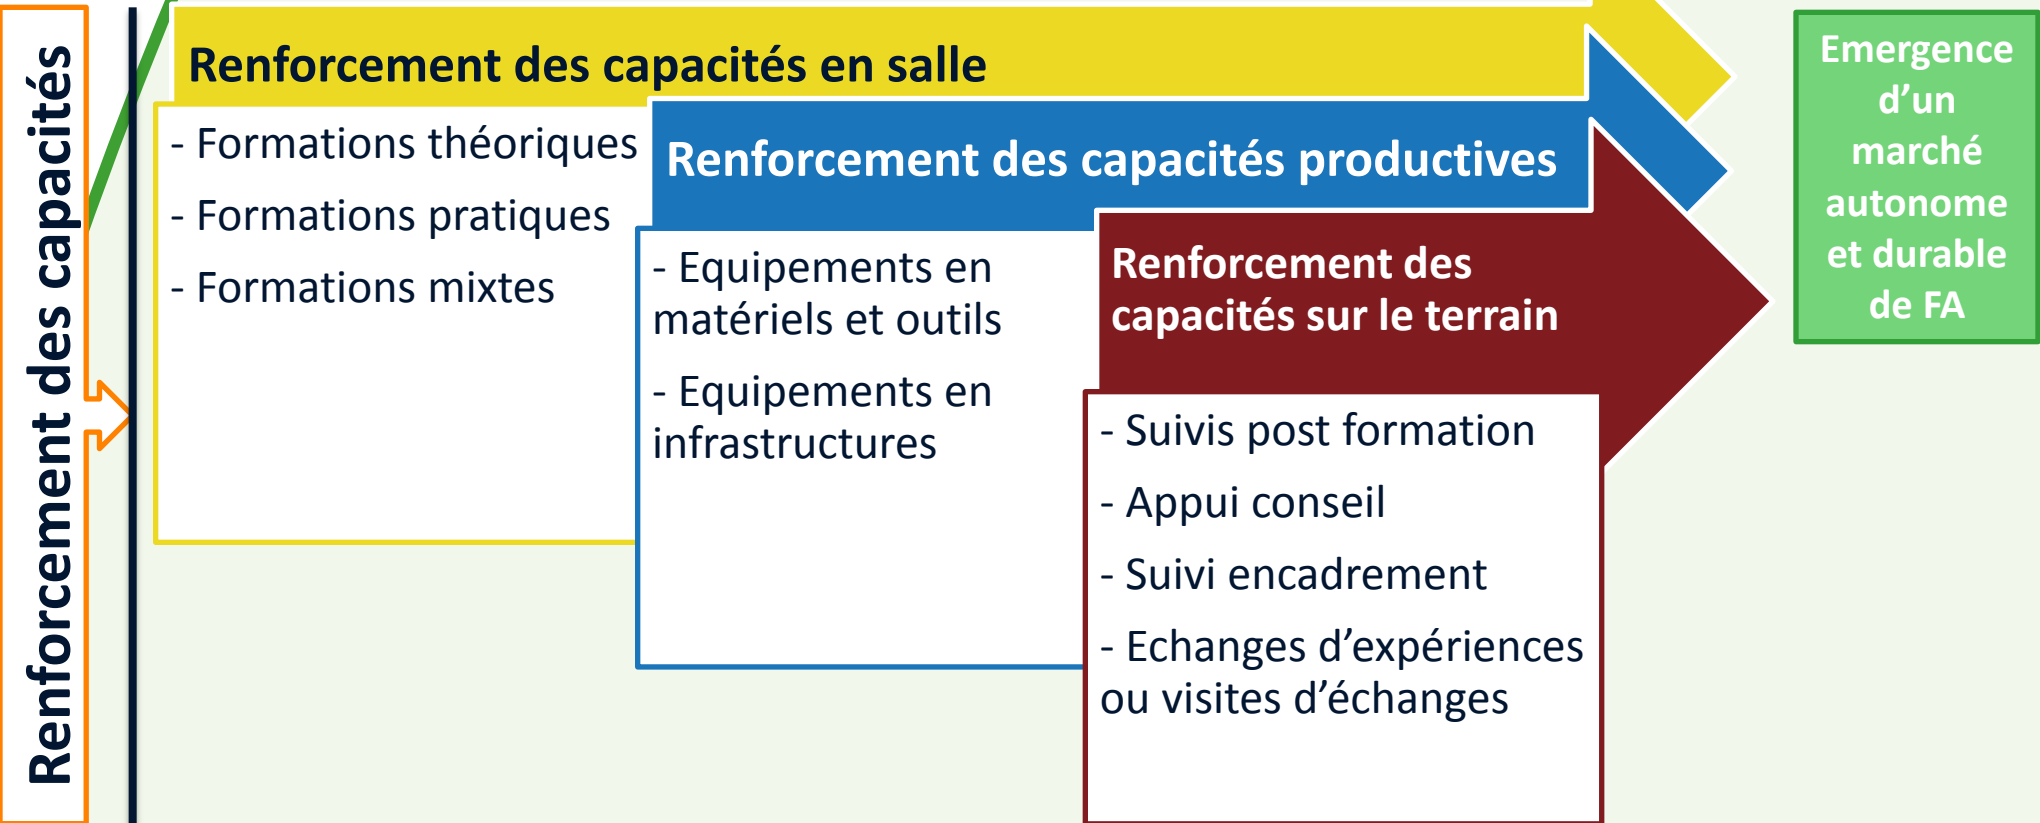 Renforcement des capacités
Renforcement des capacités en salle
- Formations théoriques
- Formations pratiques
- Formations mixtes
Renforcement des capacités productives
- Equipements en
matériels et outils
- Equipements en
infrastructures
Renforcement des
capacités sur le terrain
- Suivis post formation
- Appui conseil
- Suivi encadrement
- Echanges d’expériences
ou visites d’échanges
Emergence
d’un
marché
autonome
et durable
de FA